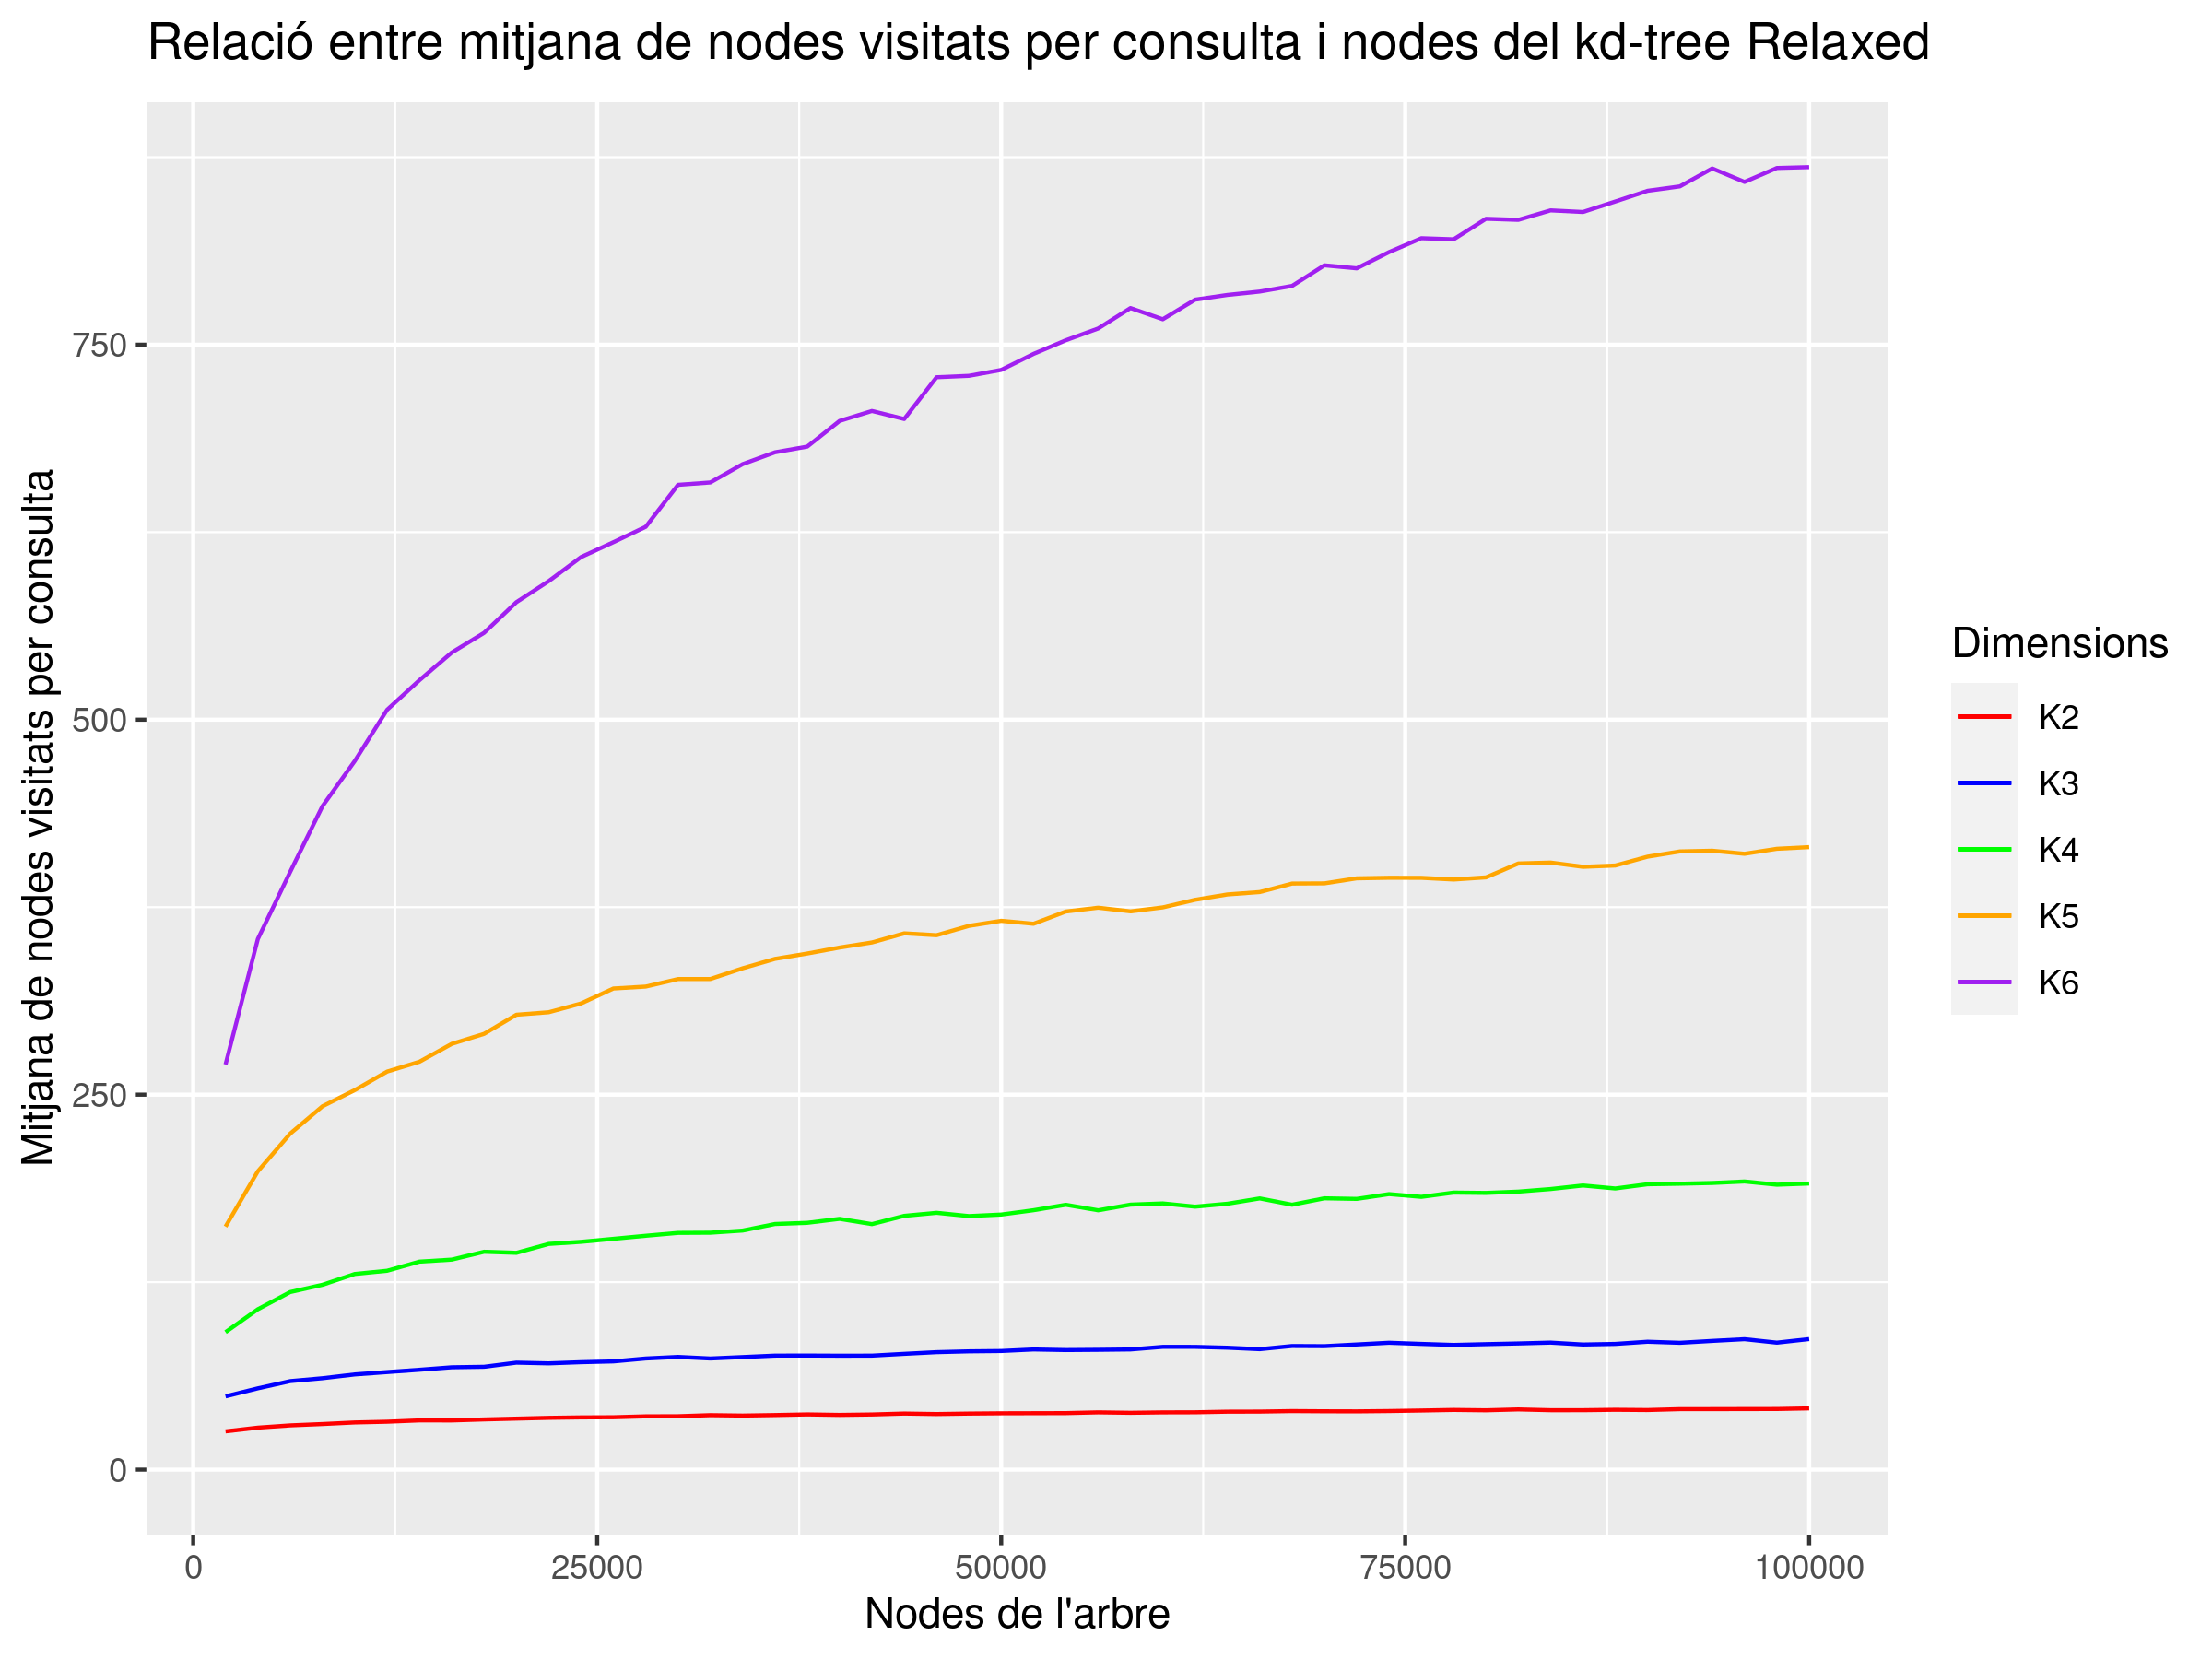 Relació entre mitjana de nodes visitats per consulta i nodes del kd-tree Relaxed
Mitjana de nodes visitats per consulta
750
500
250
0
0
25000
50000
75000
100000
Nodes de l'arbre
Dimensions
K2
K3
K4
K5
K6